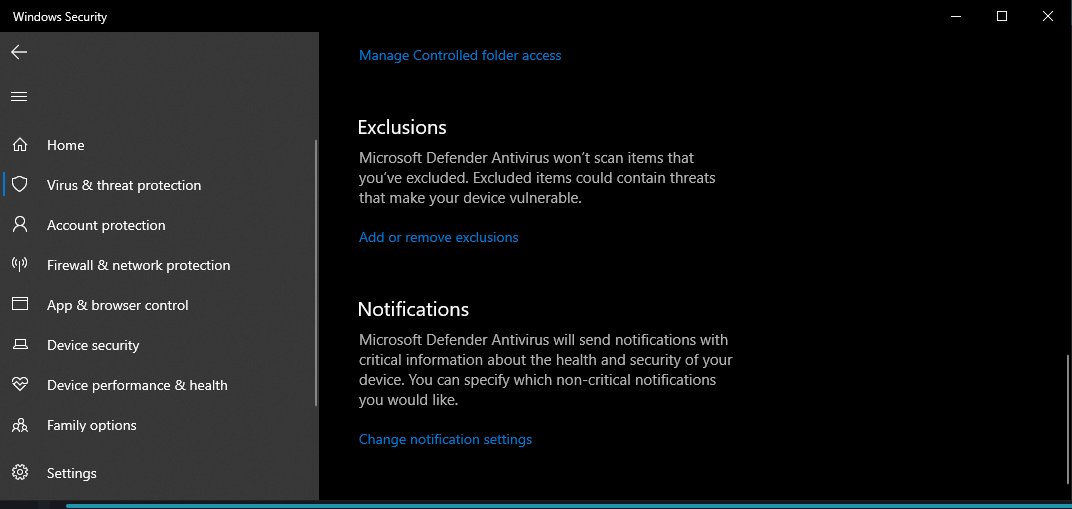 Windows Security
Home
Virus & threat protection
Account protection
Firewall & network protection
App & browser control
Device security
Device performance & health
Family options
Settings
Manage Controlled folder access
Exclusions
Microsoft Defender Antivirus won’t scan items that
you’ve excluded. Excluded items could contain threats
that make your device vulnerable.
Add or remove exclusions
Notifications
Microsoft Defender Antivirus will send notifications with
critical information about the health and security of your
device. You can specify which non-critical notifications
you would like.
Change notification settings